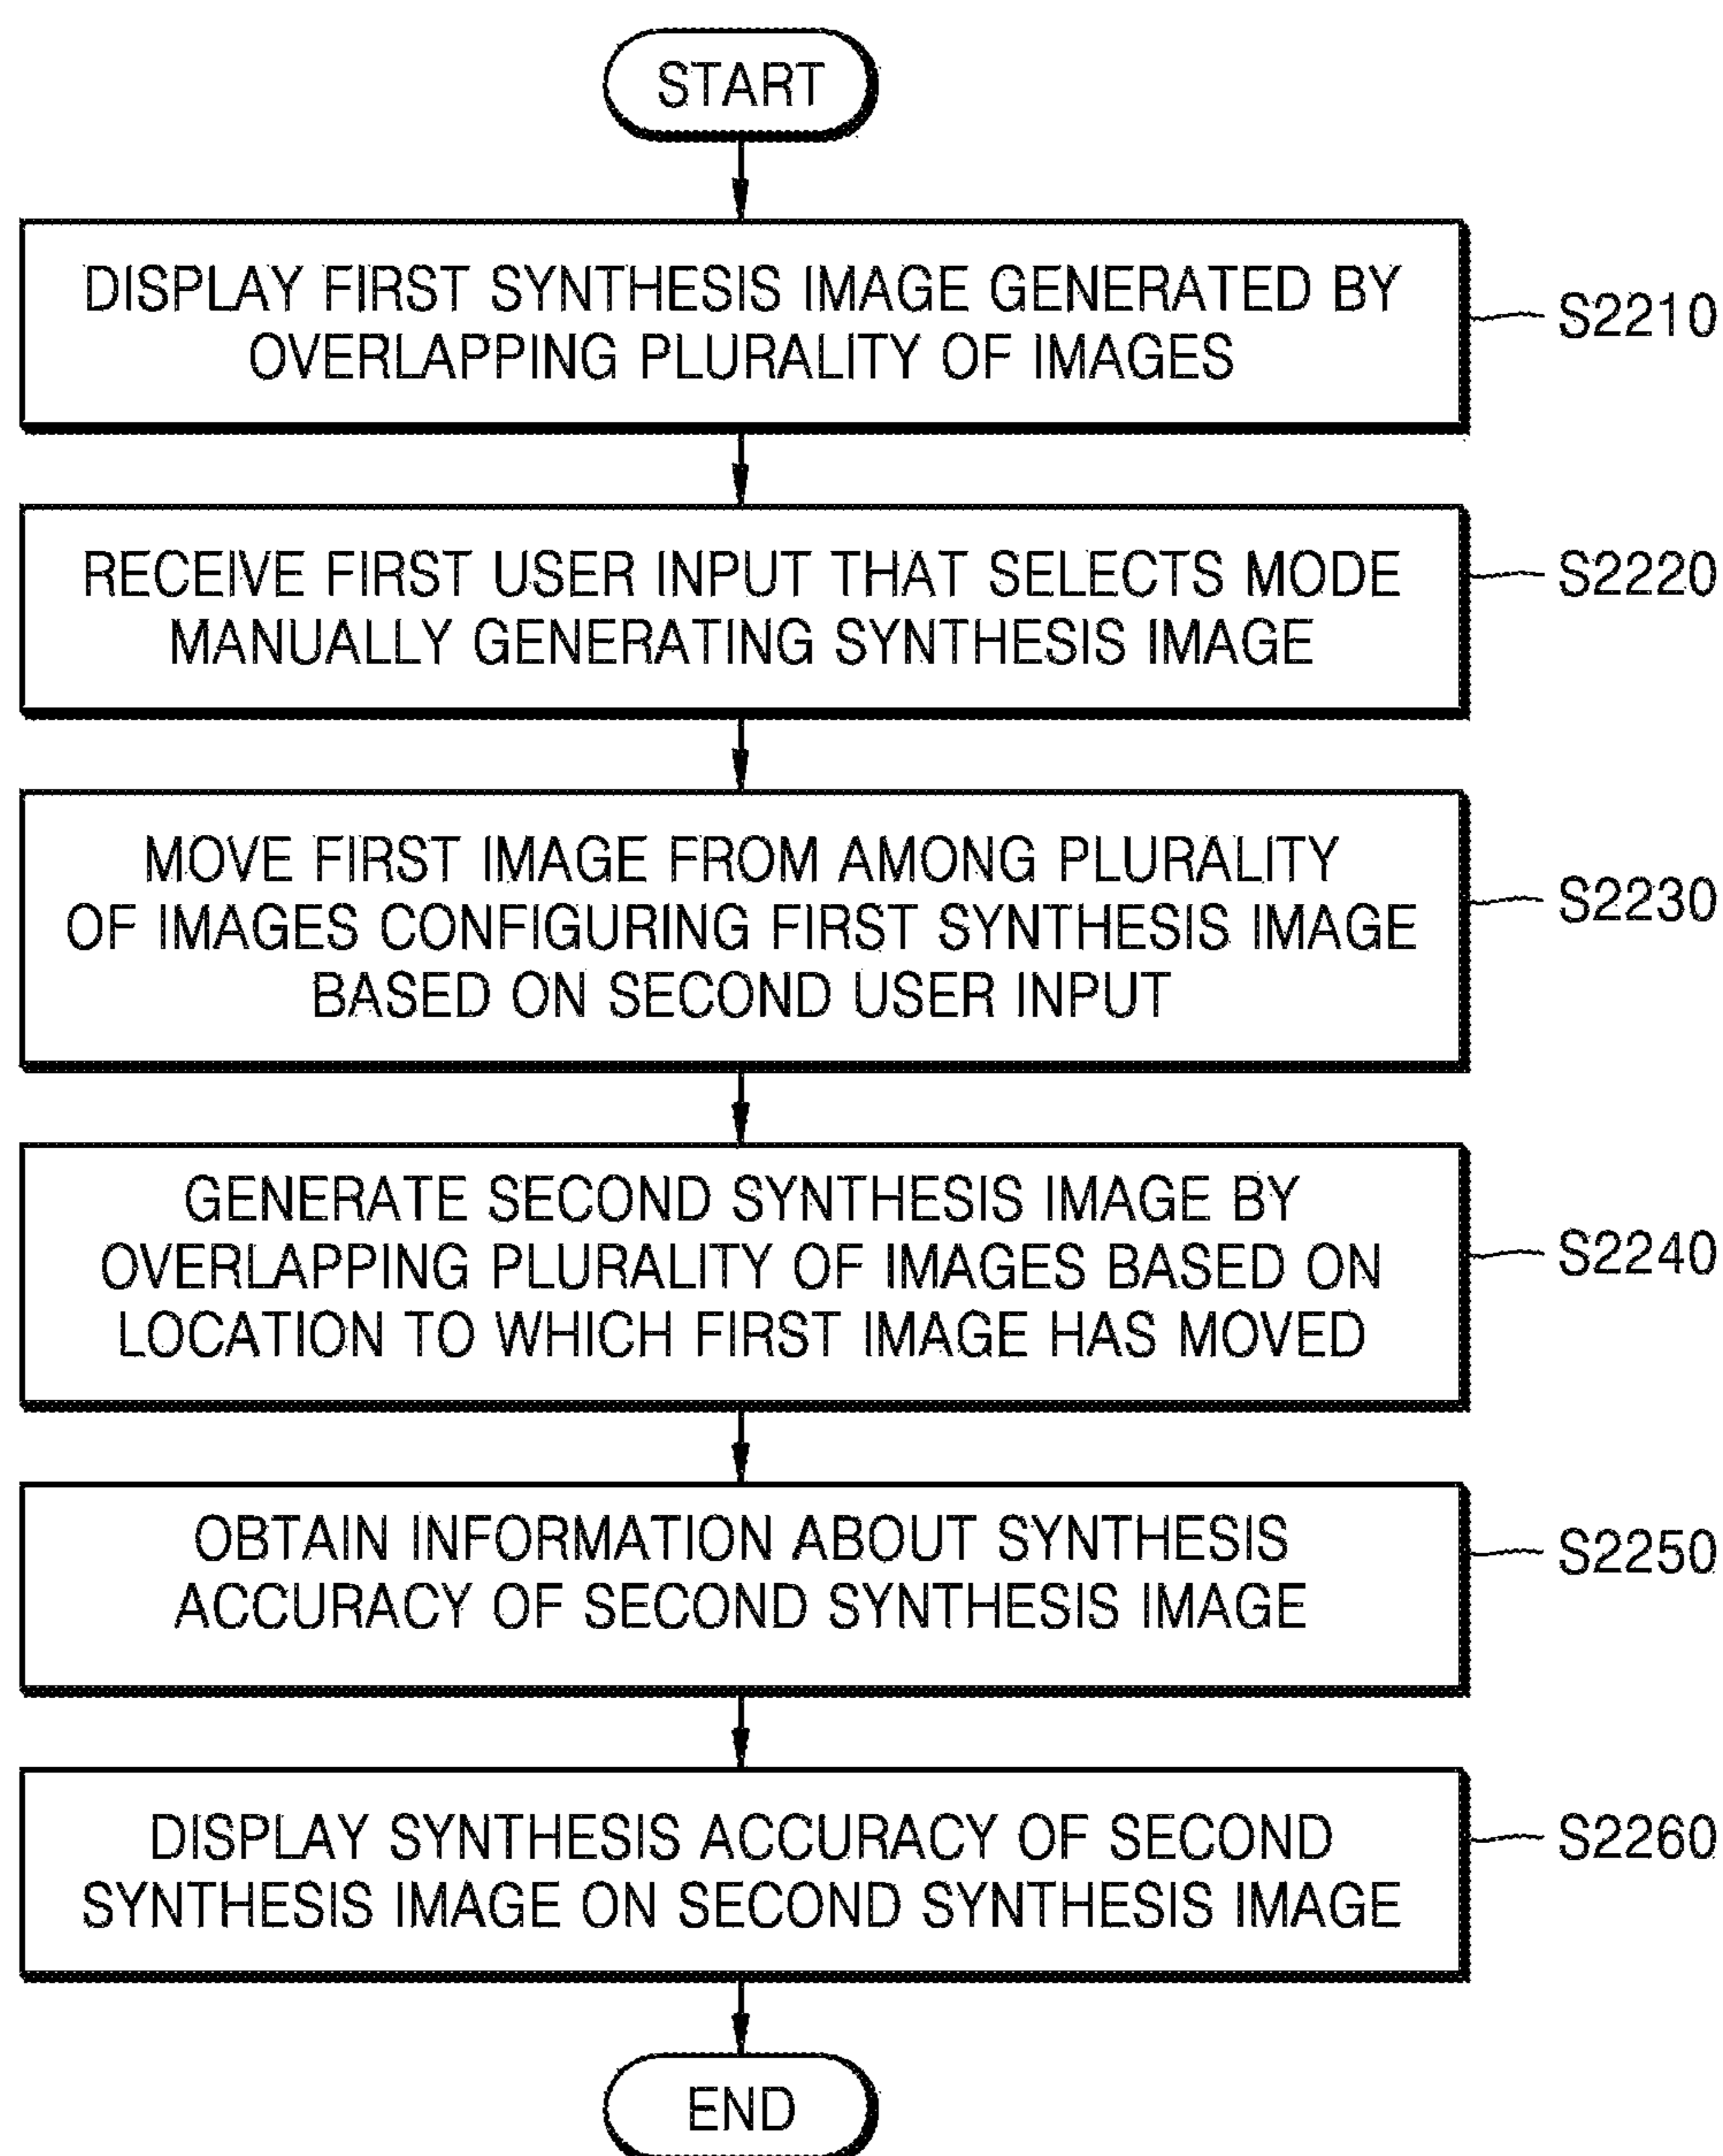 START
DISPLAY FIRST SYNTHESIS IMAGE GENERATED BY
OVERLAPPING PLURALITY OF IMAGES
S2210
RECEIVE FIRST USER INPUT THAT SELECTS MODE
MANUALLY GENERATING SYNTHESIS IMAGE
S2220
MOVE FIRST IMAGE FROM AMONG PLURALITY
OF IMAGES CONFIGURING FIRST SYNTHESIS IMAGE
BASED ON SECOND USER INPUT
S2230
GENERATE SECOND SYNTHESIS IMAGE BY
OVERLAPPING PLURALITY OF IMAGES BASED ON
LOCATION TO WHICH FIRST IMAGE HAS MOVED
S2240
OBTAIN INFORMATION ABOUT SYNTHESIS
ACCURACY OF SECOND SYNTHESIS IMAGE
S2250
DISPLAY SYNTHESIS ACCURACY OF SECOND
SYNTHESIS IMAGE ON SECOND SYNTHESIS IMAGE
S2260
END